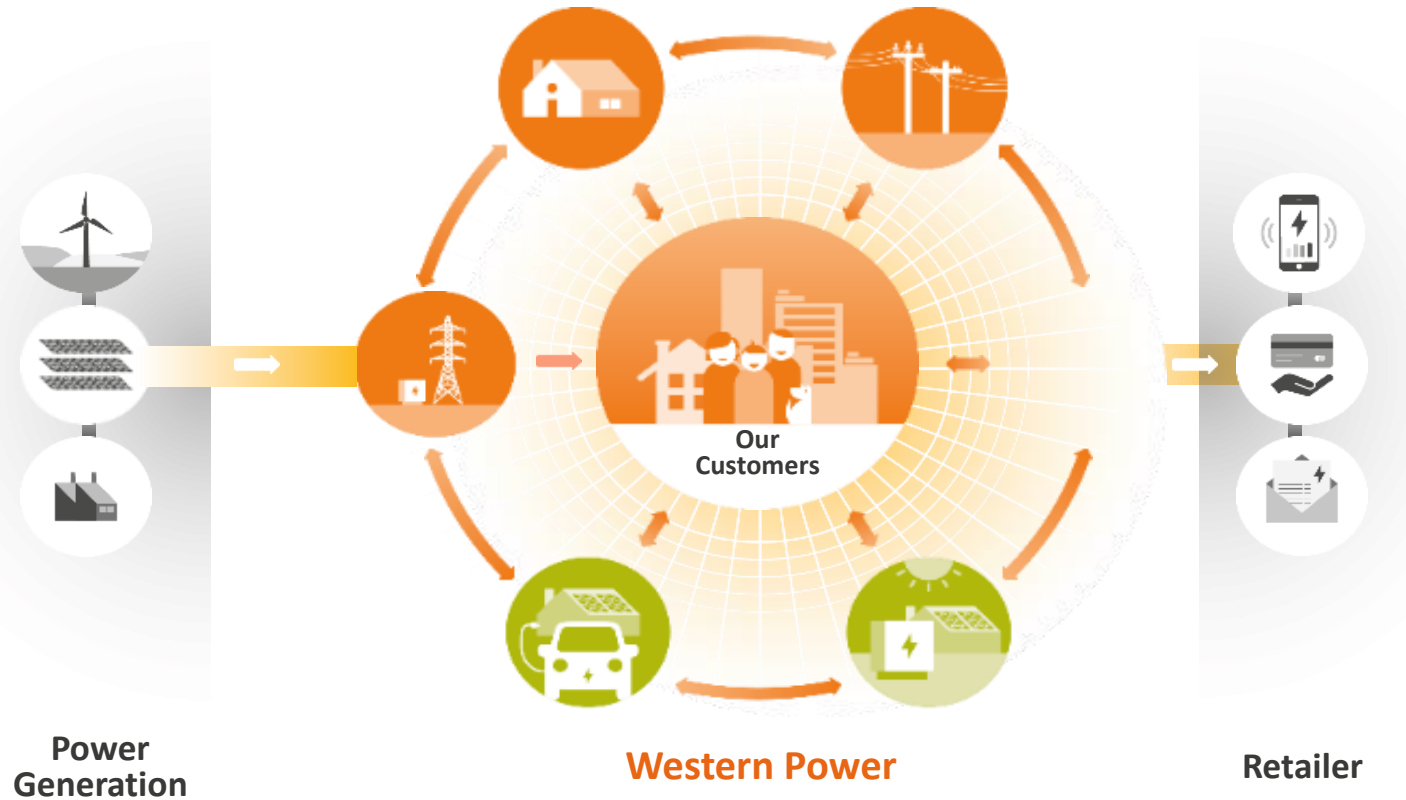 Our
Customers
Power
Generation
Western Power
Retailer